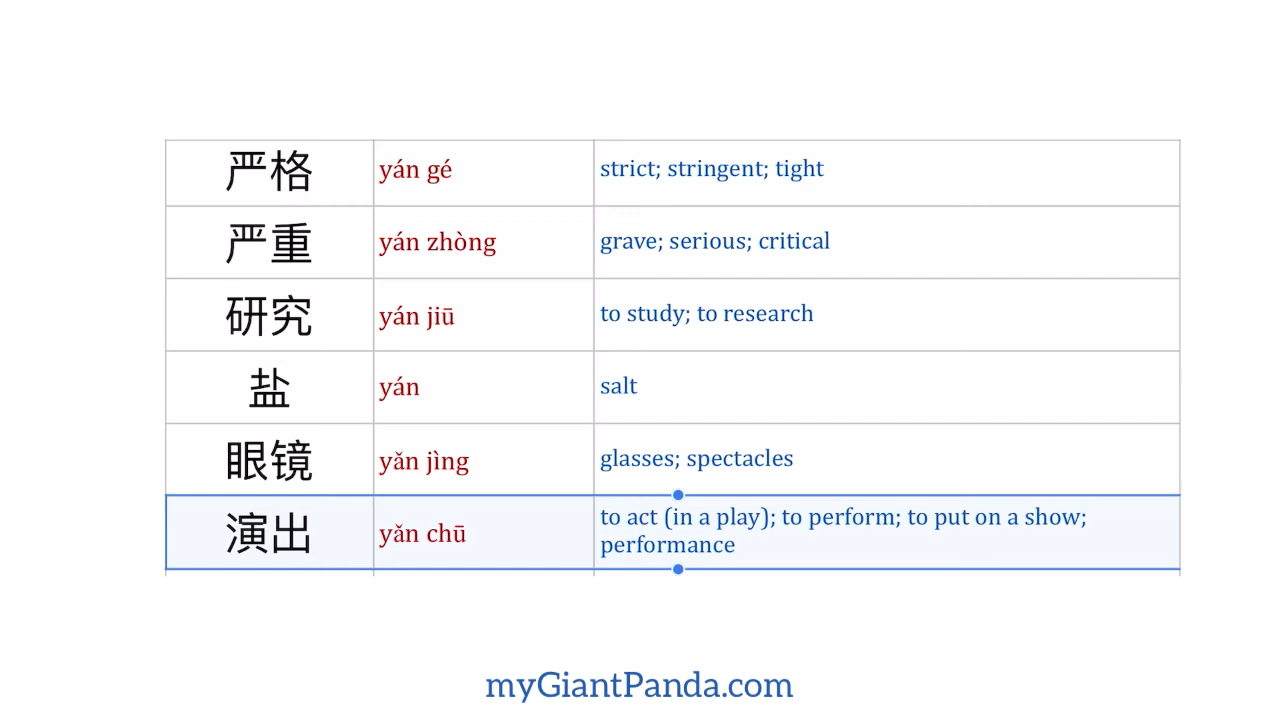 严格 yán gé strict; stringent; tight
严重 yán zhòng grave; serious; critical
研究 yán jiū to study; to research
盐 yán salt
眼镜 yǎn jìng glasses; spectacles
演出 yǎn chū to act (in a play); to perform; to put on a show;
performance
myGiantPanda.com